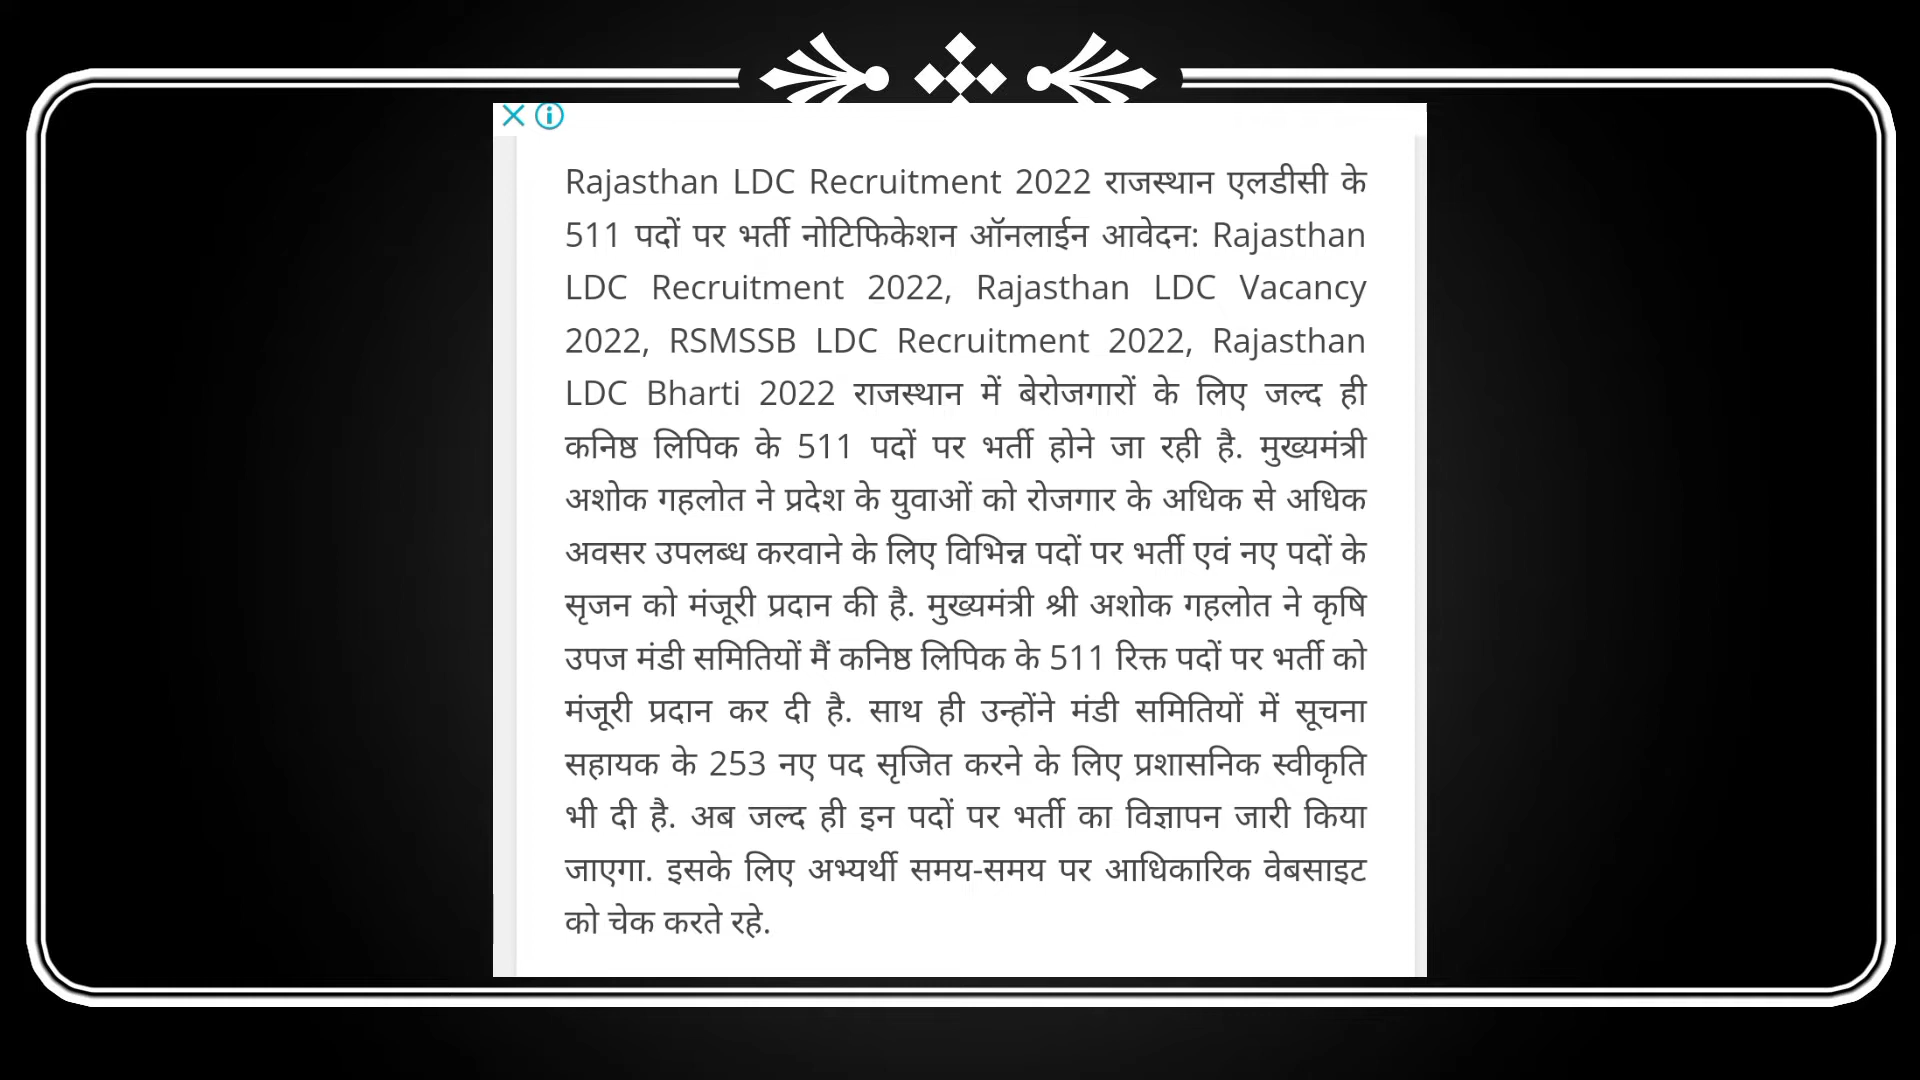 Rajasthan LDC Recruitment 2022 राजस्थान एलडीसी के
511 पदों पर भर्ती नोटिफिकेशन ऑनलाईन आवेदन: Rajasthan
LDC Recruitment 2022, Rajasthan LDC Vacancy
2022, RSMSSB LDC Recruitment 2022, Rajasthan
LDC Bharti 2022 राजस्थान में बेरोजगारों के लिए जल्द ही
कनिष्ठ लिपिक के 511 पदों पर भर्ती होने जा रही है. मुख्यमंत्री
अशोक गहलोत ने प्रदेश के युवाओं को रोजगार के अधिक से अधिक
अवसर उपलब्ध करवाने के लिए विभिन्न पदों पर भर्ती एवं नए पदों के
सृजन को मंजूरी प्रदान की है. मुख्यमंत्री श्री अशोक गहलोत ने कृषि
उपज मंडी समितियों मैं कनिष्ठ लिपिक के 511 रिक्त पदों पर भर्ती को
मंजूरी प्रदान कर दी है. साथ ही उन्होंने मंडी समितियों में सूचना
सहायक के 253 नए पद सृजित करने के लिए प्रशासनिक स्वीकृति
भी दी है. अब जल्द ही इन पदों पर भर्ती का विज्ञापन जारी किया
जाएगा. इसके लिए अभ्यर्थी समय-समय पर आधिकारिक वेबसाइट
को चेक करते रहे.